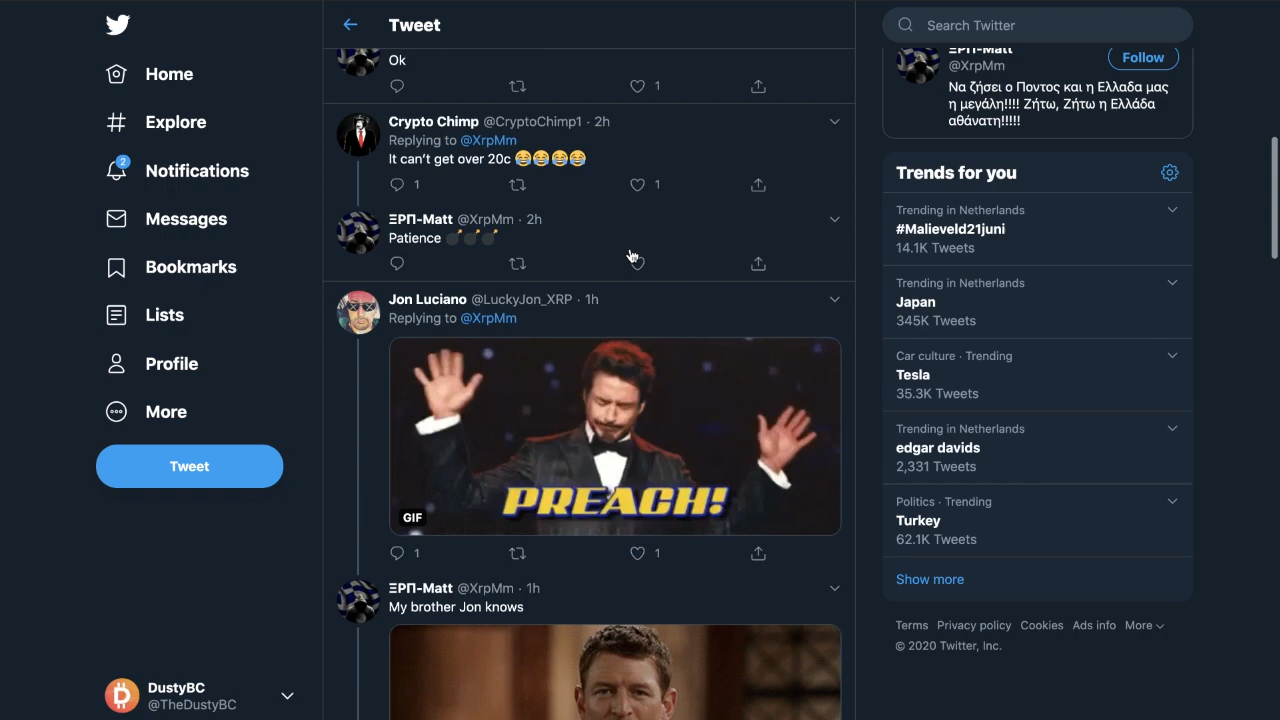 Home
Explore
2
Notifications
Messages
Bookmarks
Lists
Profile
More
Tweet
DustyBC
@TheDustyBC
Tweet
Ok
1
Crypto Chimp @CryptoChimp1 · 2h
Replying to @XrpMm
It can't get over 20c 😂😂😂😂
1 1
ΞΡΠ-Matt @XrpMm · 2h
Patience 💣💣💣
Jon Luciano @LuckyJon_XRP · 1h
Replying to @XrpMm
PREACH!
GIF
1 1
ΞΡΠ-Matt @XrpMm · 1h
My brother Jon knows
Search Twitter
ΞΡΠ-Matt
@XrpMm
Follow
Να ζήσει ο Ποντος και η Ελλαδα μας
η μεγάλη!!!! Ζήτω, Ζήτω η Ελλάδα
αθάνατη!!!!!
Trends for you
Trending in Netherlands
#Malieveld21juni
14.1K Tweets
Trending in Netherlands
Japan
345K Tweets
Car culture · Trending
Tesla
35.3K Tweets
Trending in Netherlands
edgar davids
2,331 Tweets
Politics · Trending
Turkey
62.1K Tweets
Show more
Terms Privacy policy Cookies Ads info More
© 2020 Twitter, Inc.